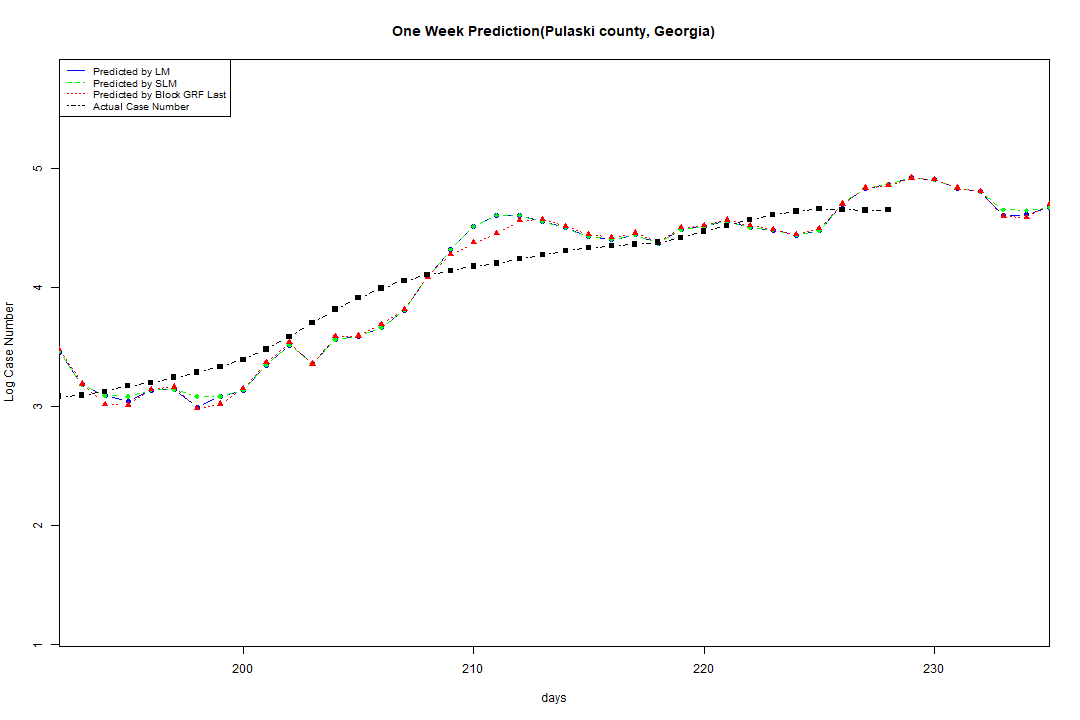 One Week Prediction(Pulaski county, Georgia)
Predicted by LM
Predicted by SLM
Predicted by Block GRF Last
Actual Case Number
Log Case Number
5
4
3
2
1
200 210 220 230
days